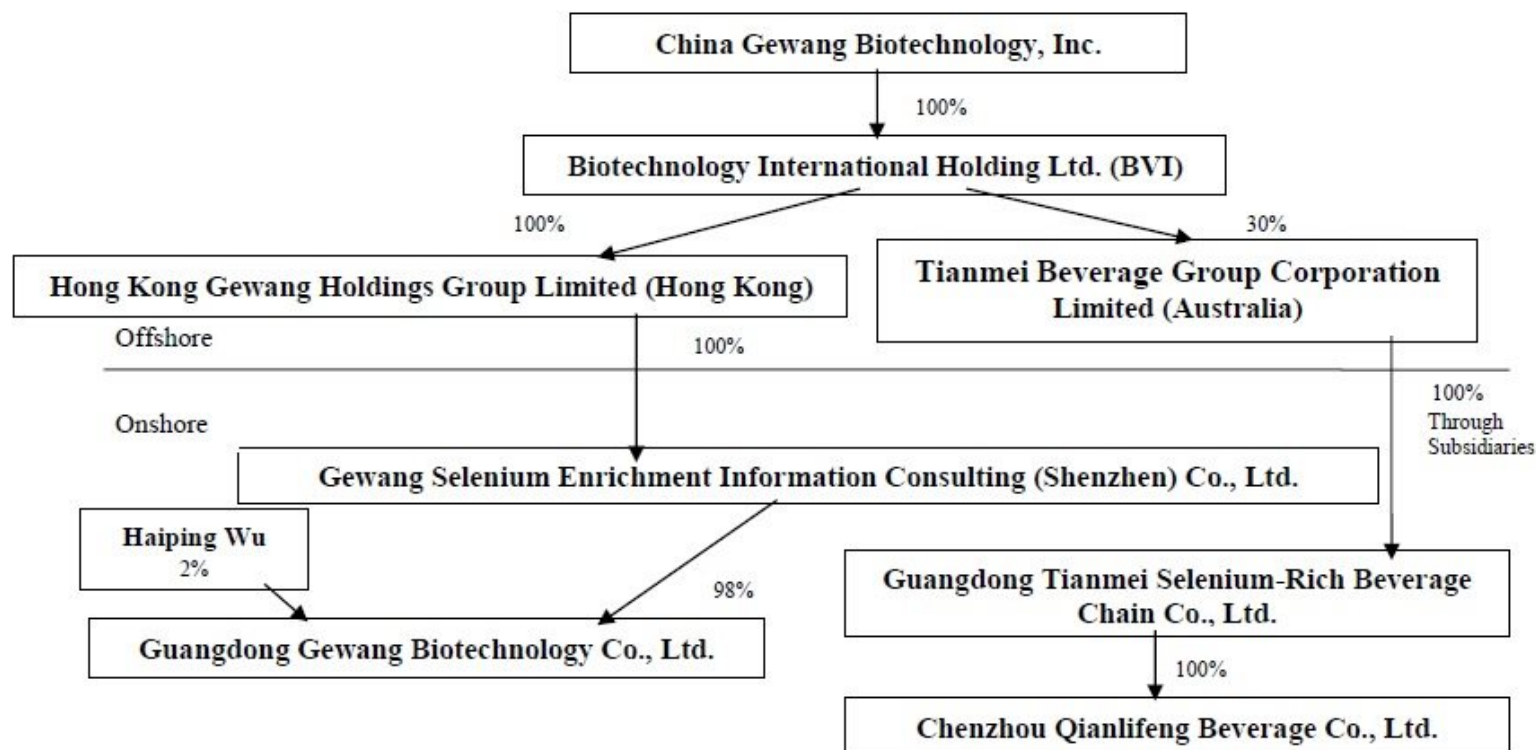 China Gewang Biotechnology, Inc.
100%
Biotechnology International Holding Ltd. (BVI)
100%
30%
Hong Kong Gewang Holdings Group Limited (Hong Kong)
Tianmei Beverage Group Corporation
Limited (Australia)
Offshore
100%
100%
Through
Subsidiaries
Onshore
Gewang Selenium Enrichment Information Consulting (Shenzhen) Co., Ltd.
Haiping Wu
2%
98%
Guangdong Tianmei Selenium-Rich Beverage
Chain Co., Ltd.
Guangdong Gewang Biotechnology Co., Ltd.
100%
Chenzhou Qianlifeng Beverage Co., Ltd.